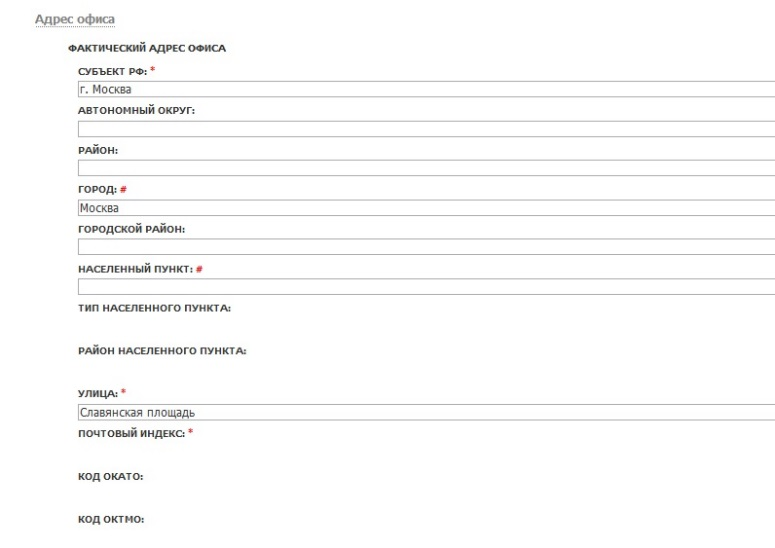 Адрес офиса
ФАКТИЧЕСКИЙ АДРЕС ОФИСА
СУБЪЕКТ РФ: *
г. Москва
АВТОНОМНЫЙ ОКРУГ:
РАЙОН:
ГОРОД: #
Москва
ГОРОДСКОЙ РАЙОН:
НАСЕЛЕННЫЙ ПУНКТ: #
ТИП НАСЕЛЕННОГО ПУНКТА:
РАЙОН НАСЕЛЕННОГО ПУНКТА:
УЛИЦА: *
Славянская площадь
ПОЧТОВЫЙ ИНДЕКС: *
КОД ОКАТО:
КОД ОКТМО: